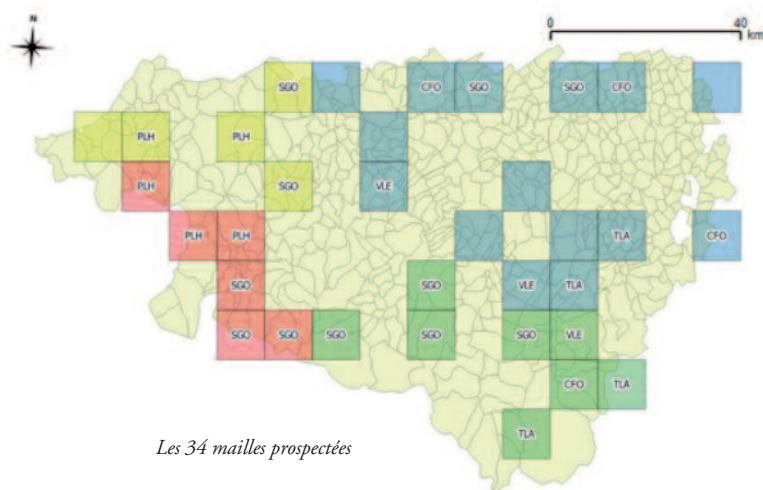 N
0 40
km
SGO CFO SGO SGO CFO
PLH PLH
PLH SGO VLE
PLH PLH TLA CFO
SGO SGO VLE TLA
SGO SGO SGO SGO SGO VLE
CFO TLA
TLA
Les 34 mailles prospectées